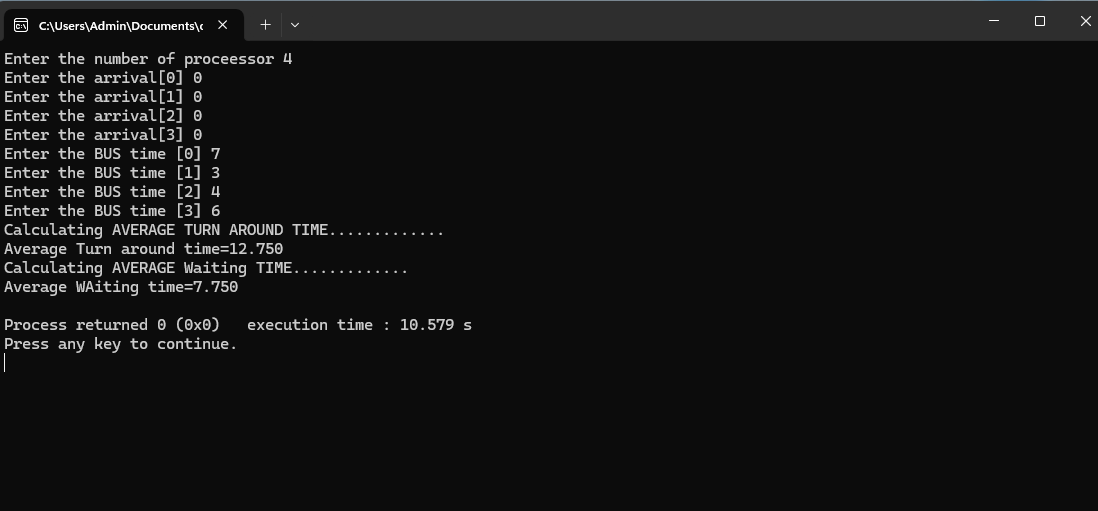 C:\Users\Admin\Documents\c
Enter the number of proceessor 4
Enter the arrival[0] 0
Enter the arrival[1] 0
Enter the arrival[2] 0
Enter the arrival[3] 0
Enter the BUS time [0] 7
Enter the BUS time [1] 3
Enter the BUS time [2] 4
Enter the BUS time [3] 6
Calculating AVERAGE TURN AROUND TIME.............
Average Turn around time=12.750
Calculating AVERAGE Waiting TIME.............
Average WAiting time=7.750
Process returned 0 (0x0)   execution time : 10.579 s
Press any key to continue.